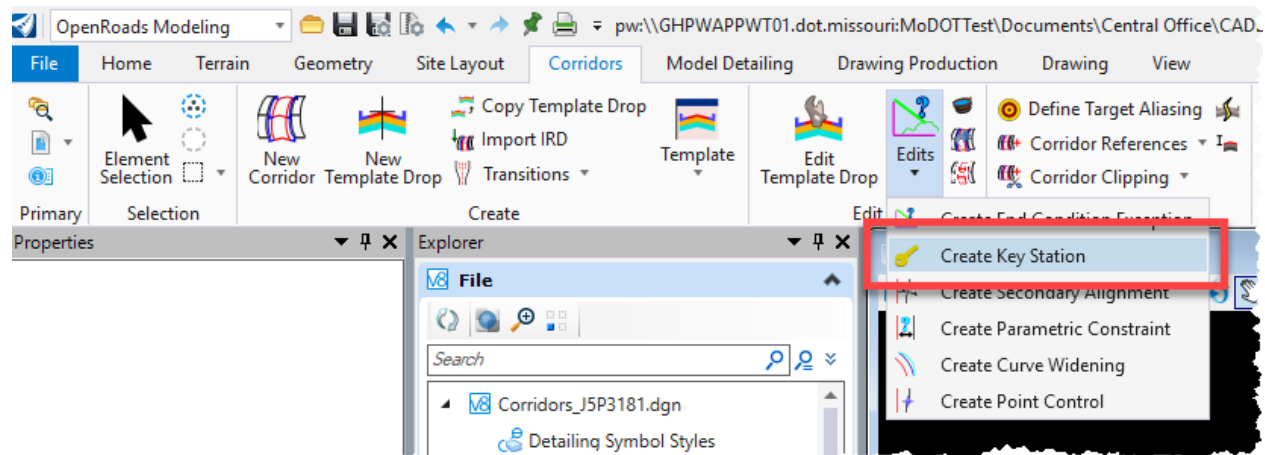 OpenRoads Modeling pw:\\GHPWAPPWT01.dot.missouri:MoDOTTest\Documents\Central Office\CAD
File Home Terrain Geometry Site Layout Corridors Model Detailing Drawing Production Drawing View
Copy Template Drop Define Target Aliasing
Import IRD Corridor References
Element Selection New Corridor New Template Drop Transitions Template Edit Template Drop Edits Corridor Clipping
Primary Selection Create Edit
Create End Condition Exception
Properties Explorer
Create Key Station
V8 File
Create Secondary Alignment
Create Parametric Constraint
Search
Create Curve Widening
V8 Corridors_J5P3181.dgn
Create Point Control
Detailing Symbol Styles